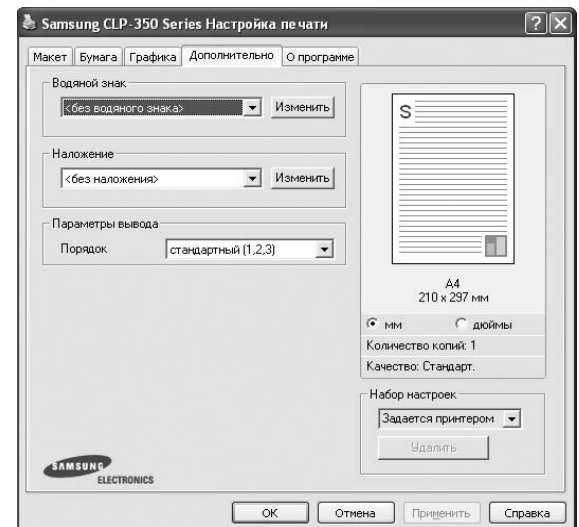 Samsung CLP-350 Series Настройка печати
Макет Бумага Графика Дополнительно О программе
Водяной знак
<без водяного знака> Изменить
Наложение
<без наложения> Изменить
Параметры вывода
Порядок стандартный (1,2,3)
S
A4
210 x 297 мм
мм дюймы
Количество копий: 1
Качество: Стандарт.
Набор настроек
Задается принтером
Удалить
SAMSUNG
ELECTRONICS
OK Отмена Применить Справка